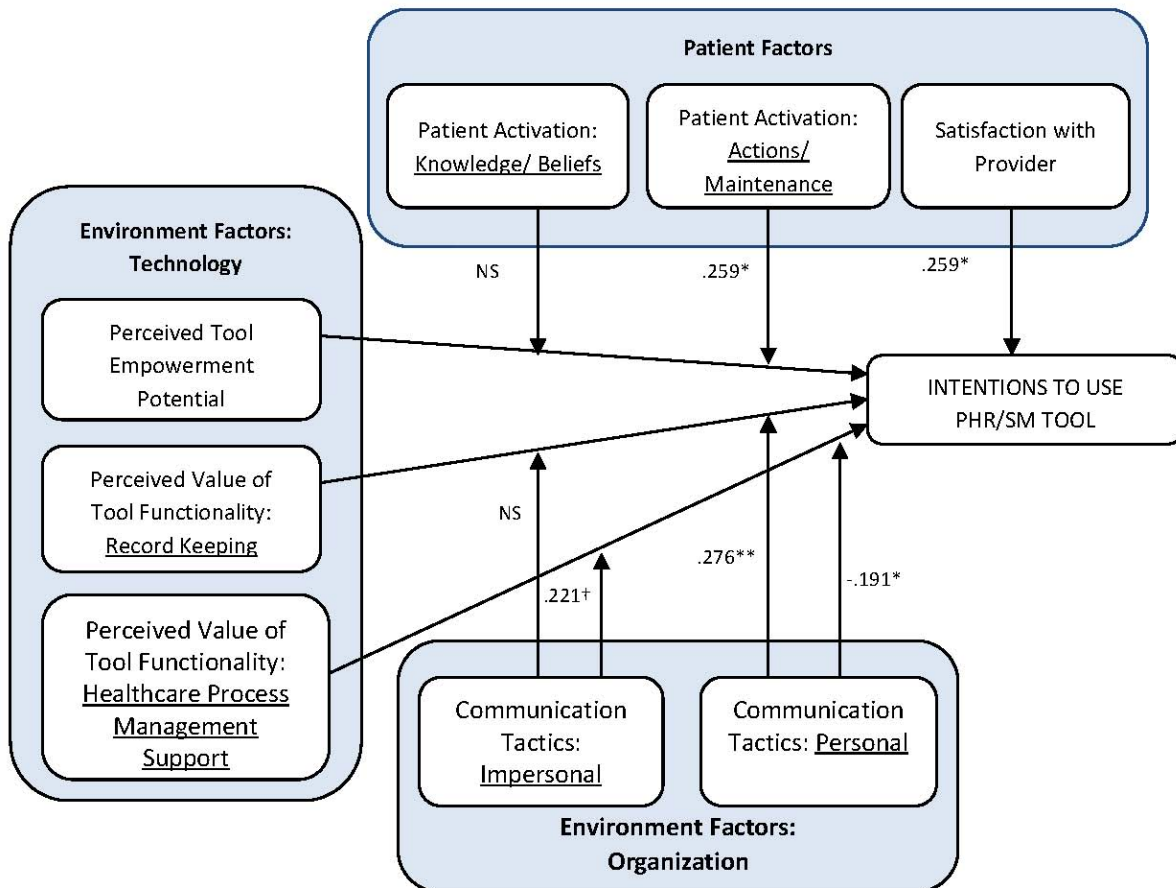 Patient Factors
Patient Activation:
Knowledge/ Beliefs
Patient Activation:
Actions/
Maintenance
Satisfaction with
Provider
Environment Factors:
Technology
Perceived Tool
Empowerment
Potential
Perceived Value of
Tool Functionality:
Record Keeping
Perceived Value of
Tool Functionality:
Healthcare Process
Management
Support
NS
.259*
.259*
INTENTIONS TO USE
PHR/SM TOOL
NS
.221†
.276**
-.191*
Communication
Tactics:
Impersonal
Communication
Tactics: Personal
Environment Factors:
Organization